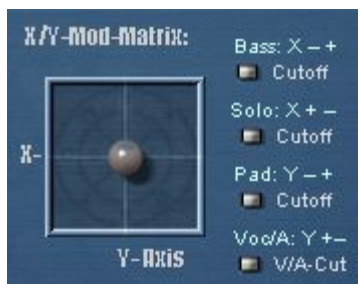 X/Y-Mod-Matrix:
Bass: X – +
Cutoff
Solo: X + –
Cutoff
X-
Pad: Y – +
Cutoff
Voc/A: Y +–
V/A-Cut
Y-Axis